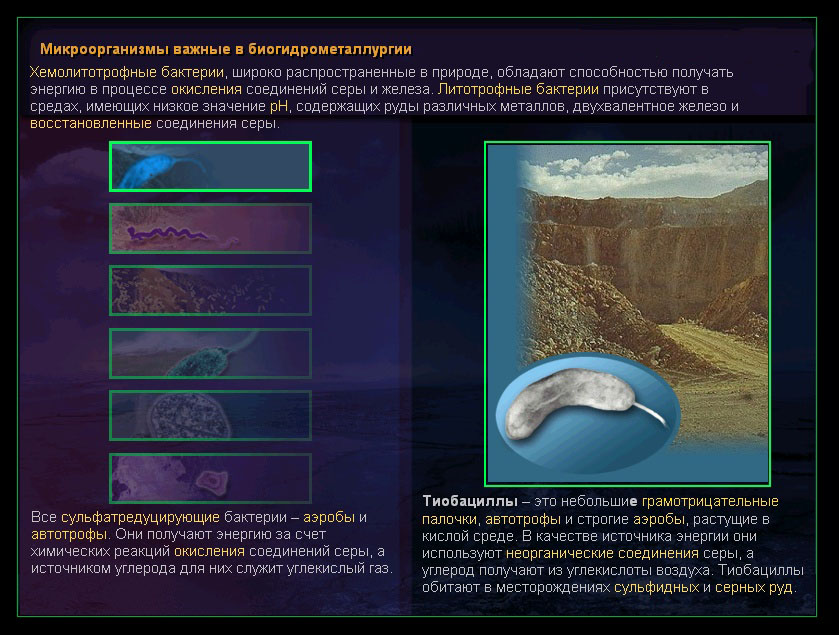 Микроорганизмы важные в биогидрометаллургии
Хемолитотрофные бактерии, широко распространенные в природе, обладают способностью получать
энергию в процессе окисления соединений серы и железа. Литотрофные бактерии присутствуют в
средах, имеющих низкое значение pH, содержащих руды различных металлов, двухвалентное железо и
восстановленные соединения серы.
Все сульфатредуцирующие бактерии – аэробы и
автотрофы. Они получают энергию за счет
химических реакций окисления соединений серы, а
источником углерода для них служит углекислый газ.
Тиобациллы – это небольшие грамотрицательные
палочки, автотрофы и строгие аэробы, растущие в
кислой среде. В качестве источника энергии они
используют неорганические соединения серы, а
углерод получают из углекислоты воздуха. Тиобациллы
обитают в месторождениях сульфидных и серных руд.